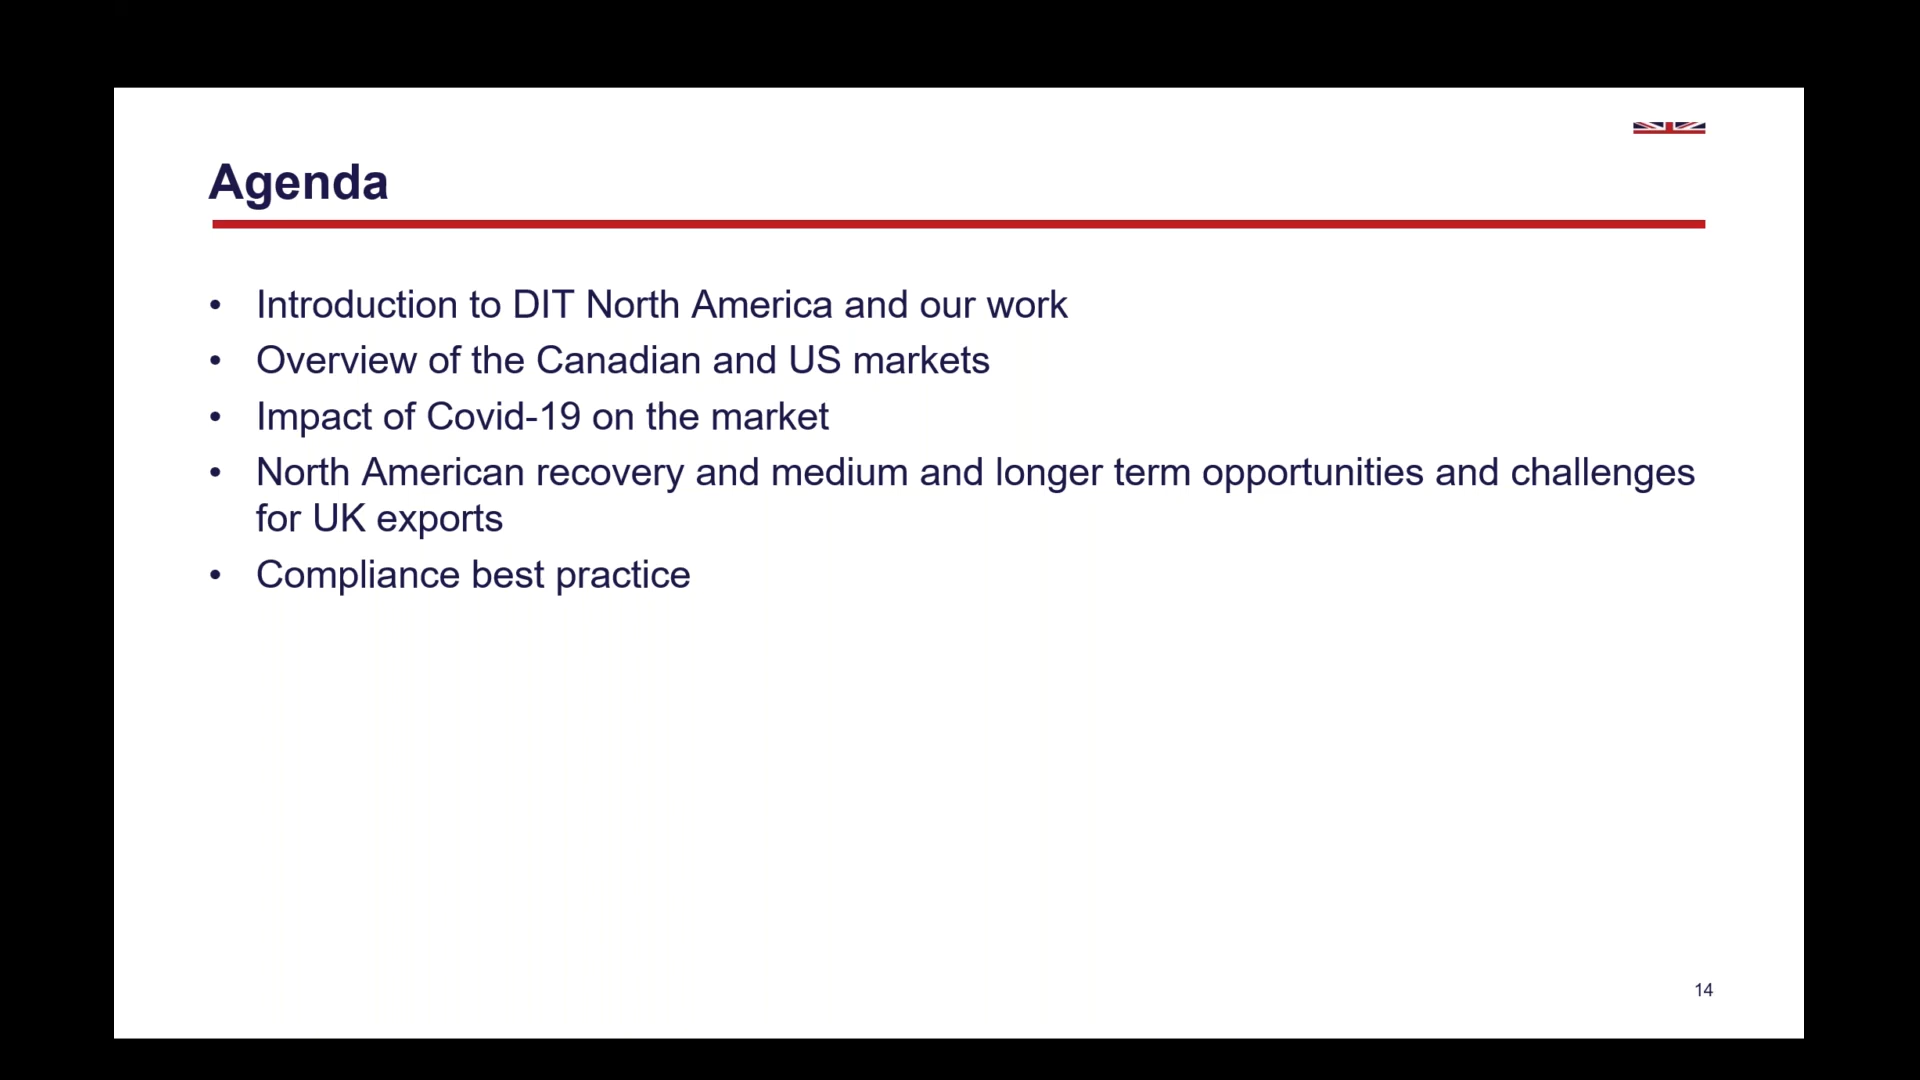 Agenda
• Introduction to DIT North America and our work
• Overview of the Canadian and US markets
• Impact of Covid-19 on the market
• North American recovery and medium and longer term opportunities and challenges
for UK exports
• Compliance best practice
14